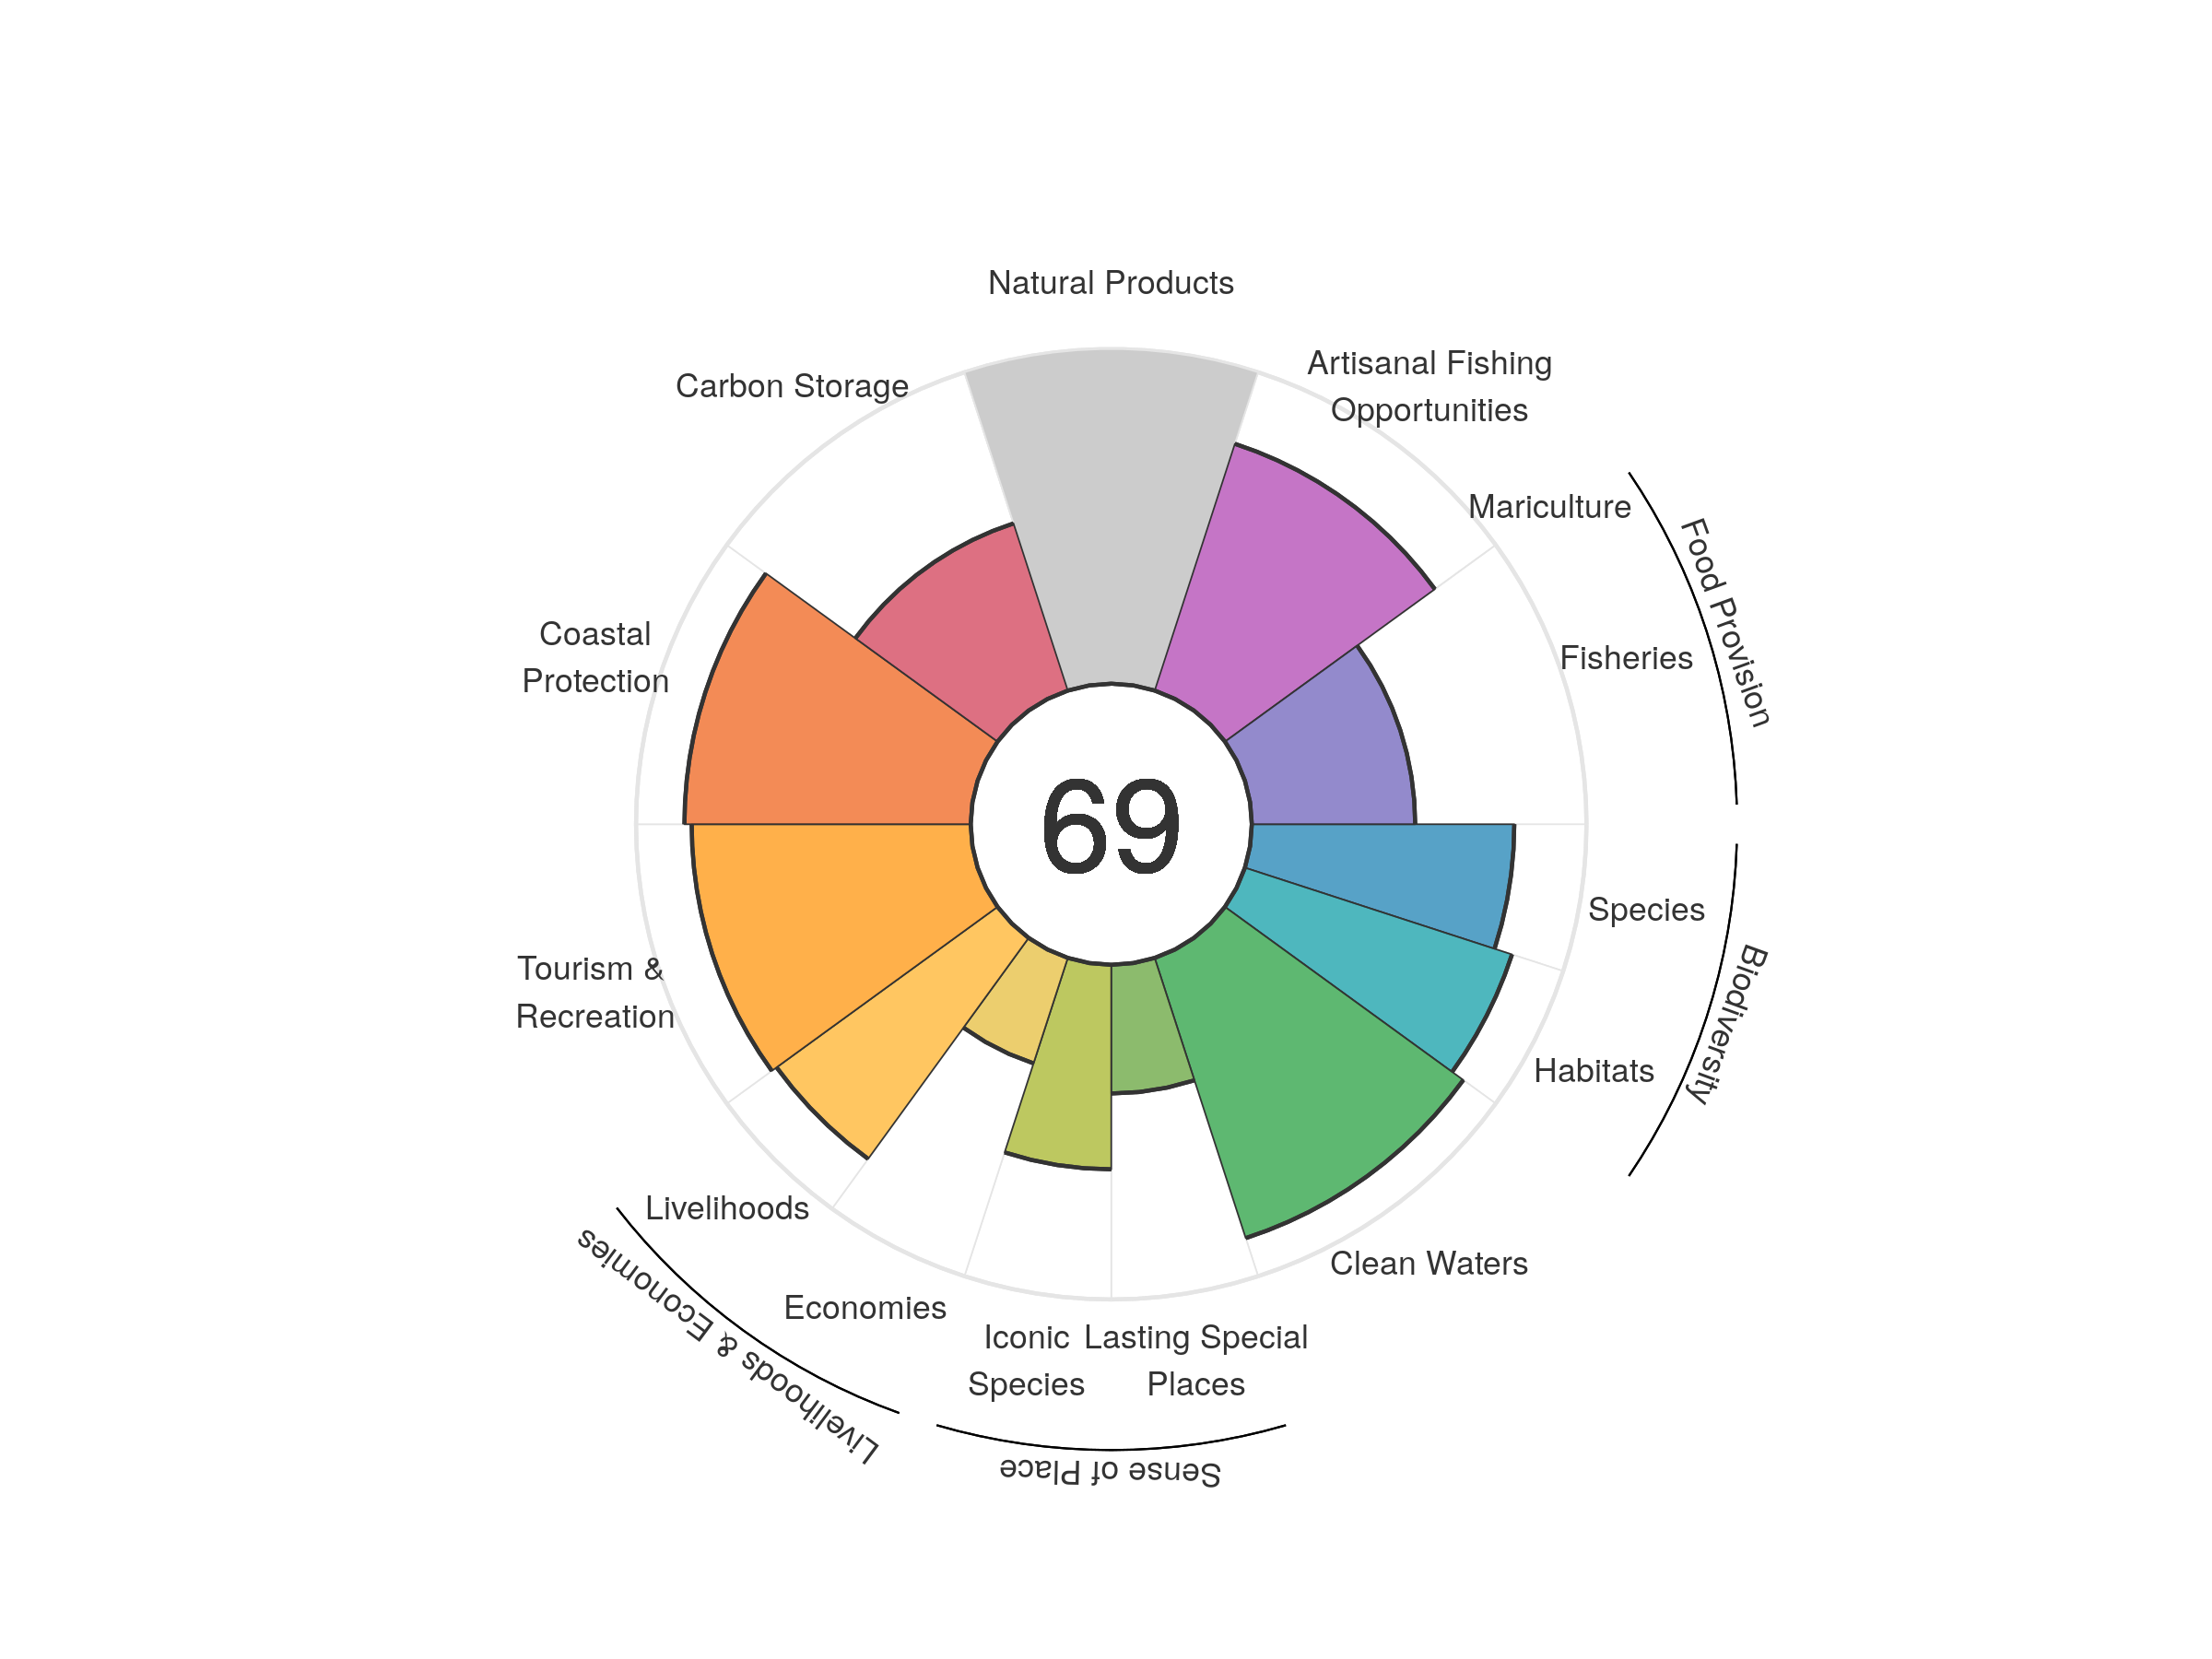 Natural Products
Artisanal Fishing
Opportunities
Carbon Storage
Mariculture
Food Provision
Fisheries
Coastal
Protection
69
Species
Biodiversity
Tourism &
Recreation
Habitats
Livelihoods
Clean Waters
Livelihoods & Economies
Economies
Iconic
Species
Lasting Special
Places
Sense of Place